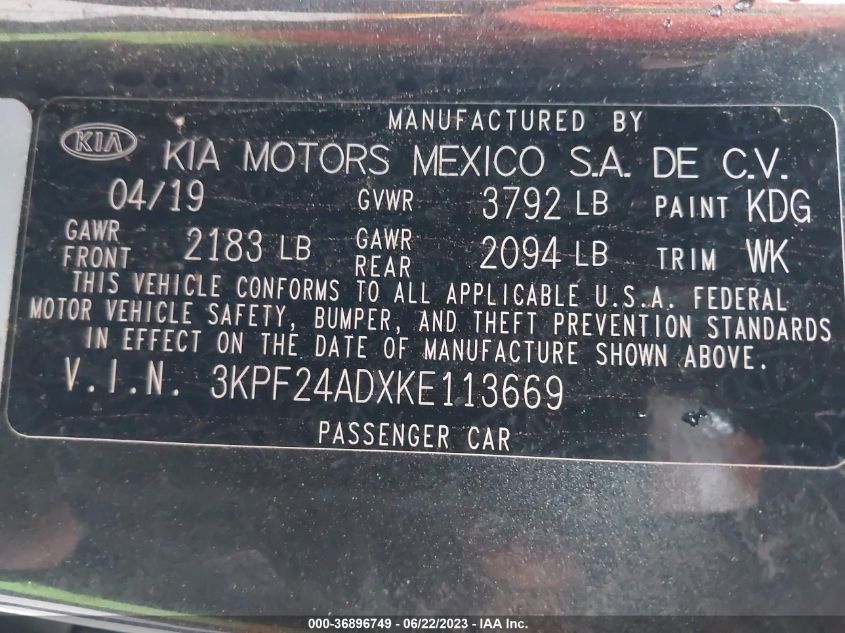 MANUFACTURED BY
KIA KIA MOTORS MEXICO S.A. DE C.V.
04/19 GVWR 3792 LB PAINT KDG
GAWR FRONT 2183 LB GAWR REAR 2094 LB TRIM WK
THIS VEHICLE CONFORMS TO ALL APPLICABLE U.S.A. FEDERAL
MOTOR VEHICLE SAFETY, BUMPER, AND THEFT PREVENTION STANDARDS
IN EFFECT ON THE DATE OF MANUFACTURE SHOWN ABOVE.
V.I.N. 3KPF24ADXKE113669
PASSENGER CAR
000-36896749 - 06/22/2023 - IAA Inc.